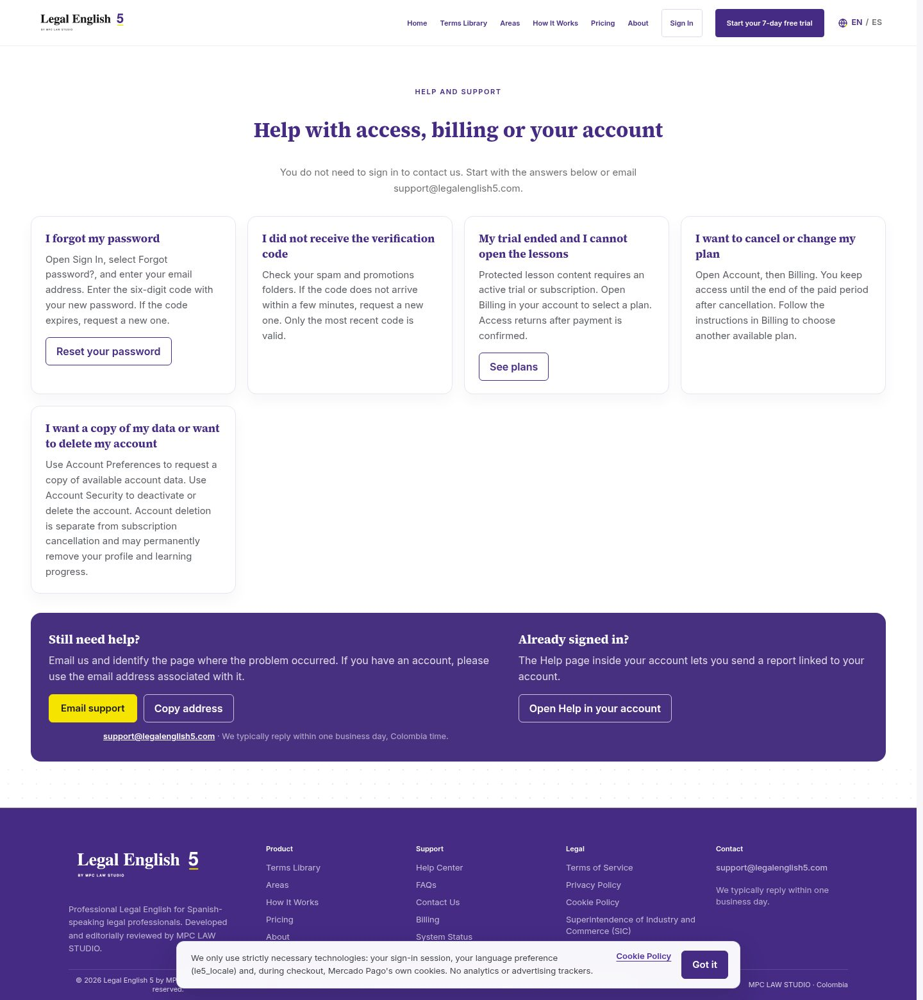 Legal English 5
BY MPC LAW STUDIO
Home
Terms Library
Areas
How It Works
Pricing
About
Sign In
Start your 7-day free trial
EN / ES
HELP AND SUPPORT
Help with access, billing or your account
You do not need to sign in to contact us. Start with the answers below or email
support@legalenglish5.com.
I forgot my password
Open Sign In, select Forgot
password?, and enter your email
address. Enter the six-digit code with
your new password. If the code
expires, request a new one.
Reset your password
I did not receive the verification
code
Check your spam and promotions
folders. If the code does not arrive
within a few minutes, request a new
one. Only the most recent code is
valid.
My trial ended and I cannot
open the lessons
Protected lesson content requires an
active trial or subscription. Open
Billing in your account to select a plan.
Access returns after payment is
confirmed.
See plans
I want to cancel or change my
plan
Open Account, then Billing. You keep
access until the end of the paid period
after cancellation. Follow the
instructions in Billing to choose
another available plan.
I want a copy of my data or want
to delete my account
Use Account Preferences to request a
copy of available account data. Use
Account Security to deactivate or
delete the account. Account deletion
is separate from subscription
cancellation and may permanently
remove your profile and learning
progress.
Still need help?
Email us and identify the page where the problem occurred. If you have an account, please
use the email address associated with it.
Email support
Copy address
support@legalenglish5.com · We typically reply within one business day, Colombia time.
Already signed in?
The Help page inside your account lets you send a report linked to your
account.
Open Help in your account
Legal English 5
BY MPC LAW STUDIO
Professional Legal English for Spanish-
speaking legal professionals. Developed
and editorially reviewed by MPC LAW
STUDIO.
Product
Terms Library
Areas
How It Works
Pricing
About
Support
Help Center
FAQs
Contact Us
Billing
System Status
Legal
Terms of Service
Privacy Policy
Cookie Policy
Superintendence of Industry and
Commerce (SIC)
Contact
support@legalenglish5.com
We typically reply within one
business day.
We only use strictly necessary technologies: your sign-in session, your language preference
(le5_locale) and, during checkout, Mercado Pago's own cookies. No analytics or advertising trackers.
Cookie Policy
Got it
© 2026 Legal English 5 by MP
reserved.
MPC LAW STUDIO · Colombia